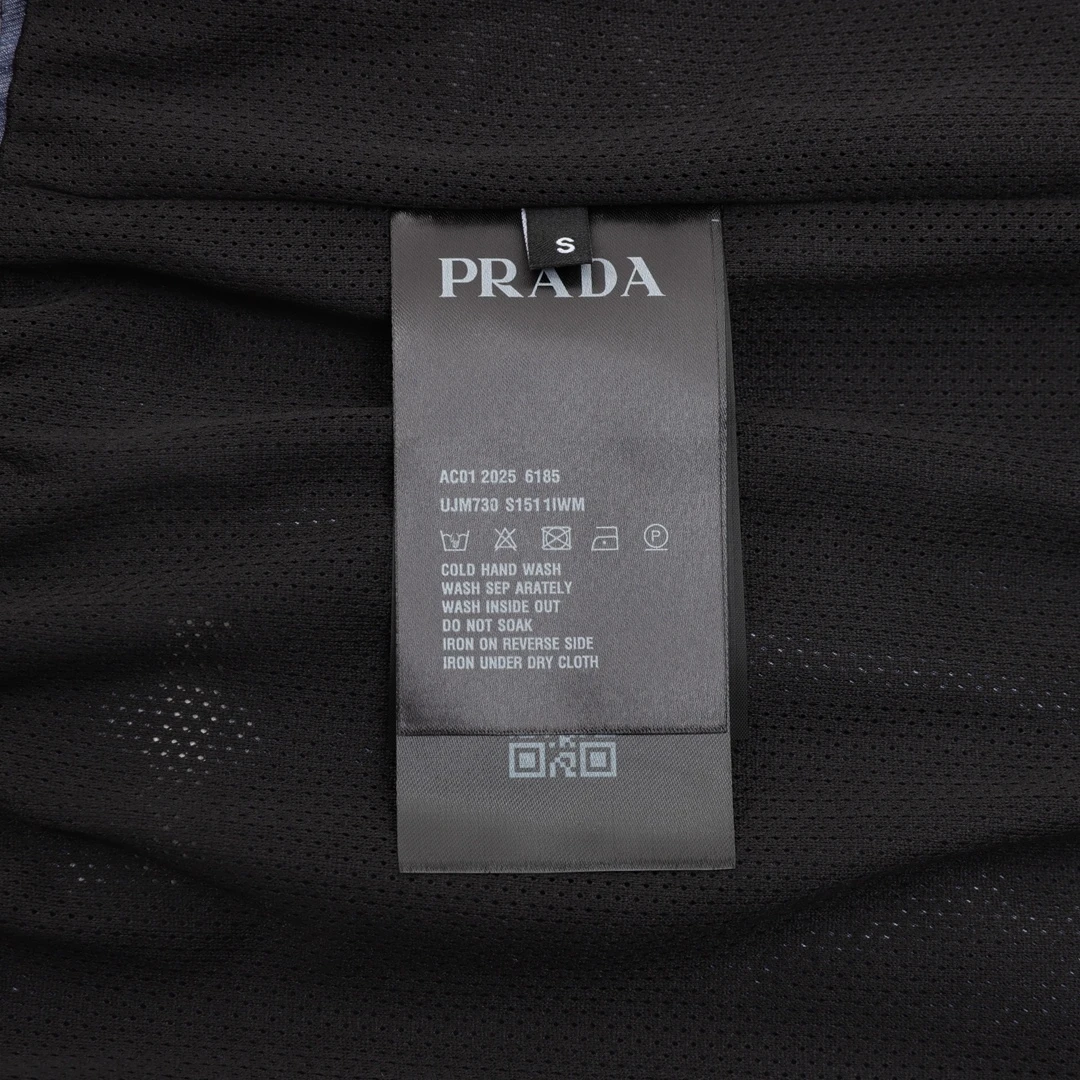 S
PRADA
AC01 2025 6185
UJM730 S151 1IWM
P
COLD HAND WASH
WASH SEP ARATELY
WASH INSIDE OUT
DO NOT SOAK
IRON ON REVERSE SIDE
IRON UNDER DRY CLOTH